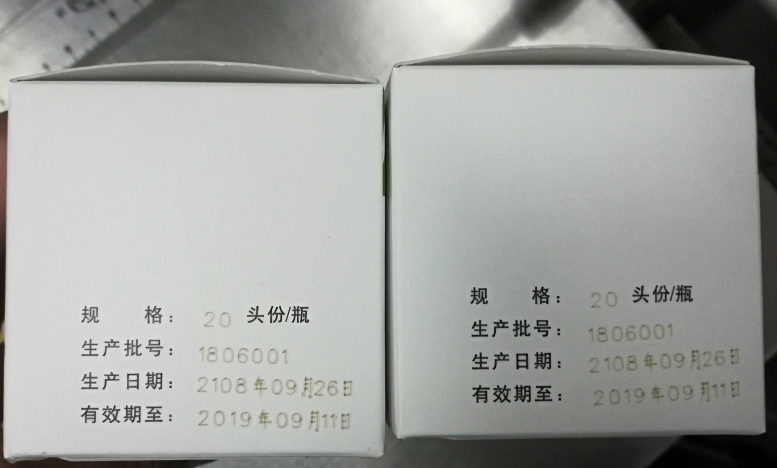 规 格： 20 头份/瓶
生产批号： 1806001
生产日期： 2108年09月26日
有效期至： 2019年09月11日
规 格： 20 头份/瓶
生产批号： 1806001
生产日期： 2108年09月26日
有效期至： 2019年09月11日